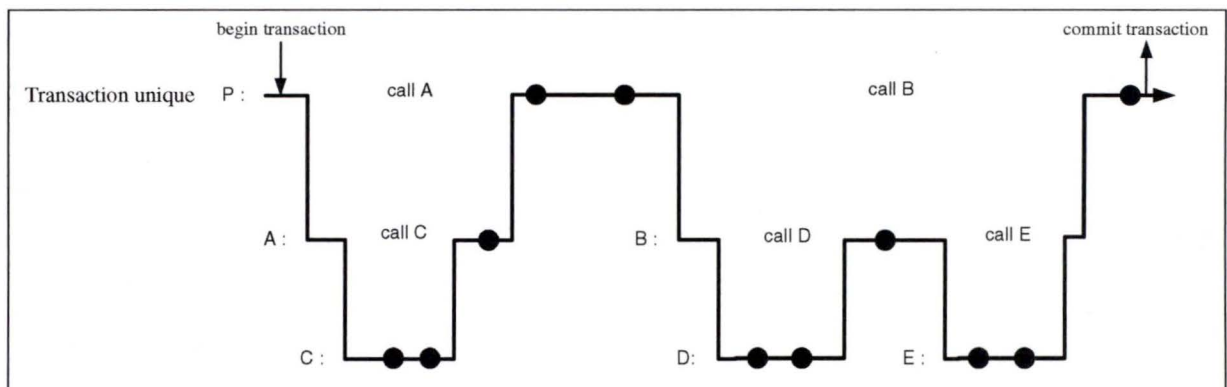 begin transaction
commit transaction
Transaction unique P :
call A
call B
A :
call C
B :
call D
call E
C :
D:
E :